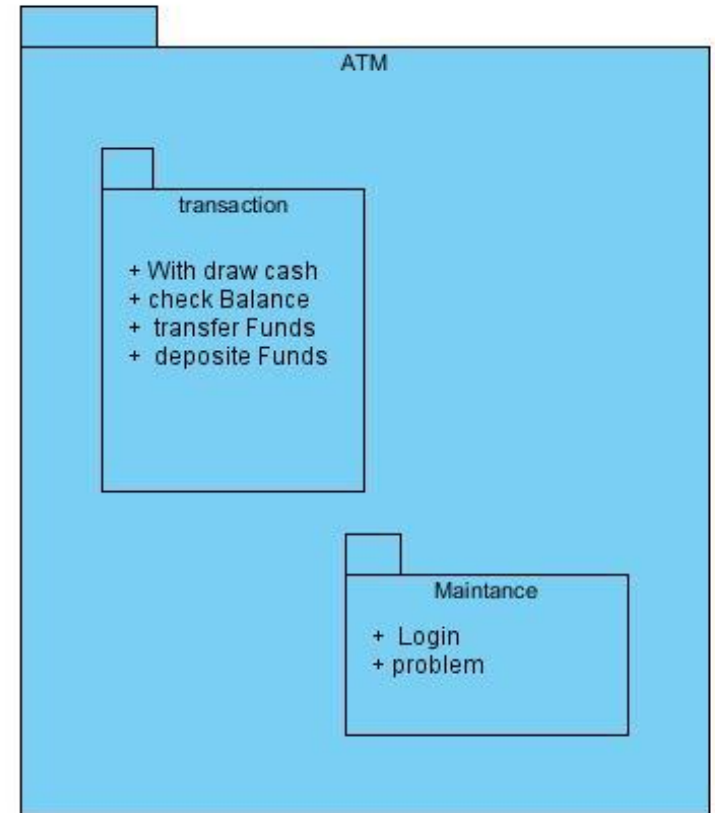 ATM
transaction
+ With draw cash
+ check Balance
+ transfer Funds
+ deposite Funds
Maintance
+ Login
+ problem